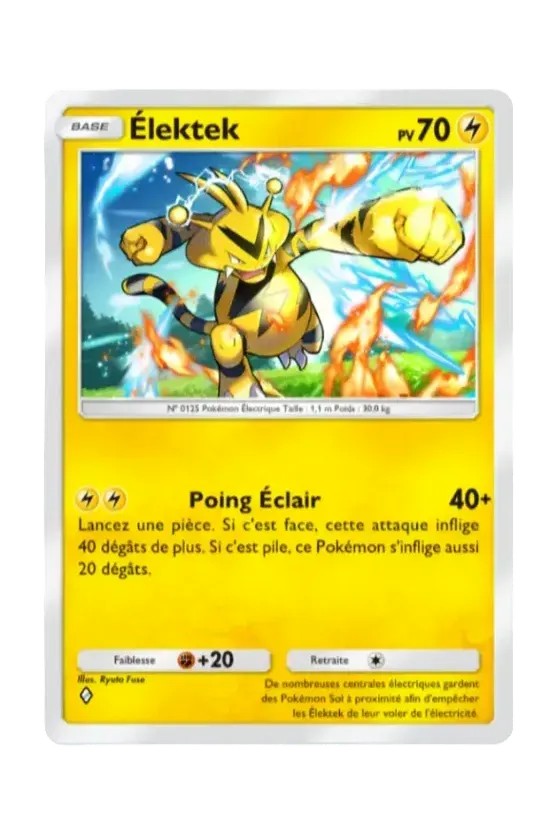 BASE Élektek PV 70
N° 0125 Pokémon Électrique Taille : 1,1 m Poids : 30,0 kg
Poing Éclair 40+
Lancez une pièce. Si c'est face, cette attaque inflige
40 dégâts de plus. Si c'est pile, ce Pokémon s'inflige aussi
20 dégâts.
Faiblesse +20 Retraite
Illus. Ryuta Fuse
De nombreuses centrales électriques gardent
des Pokémon Sol à proximité afin d'empêcher
les Élektek de leur voler de l'électricité.